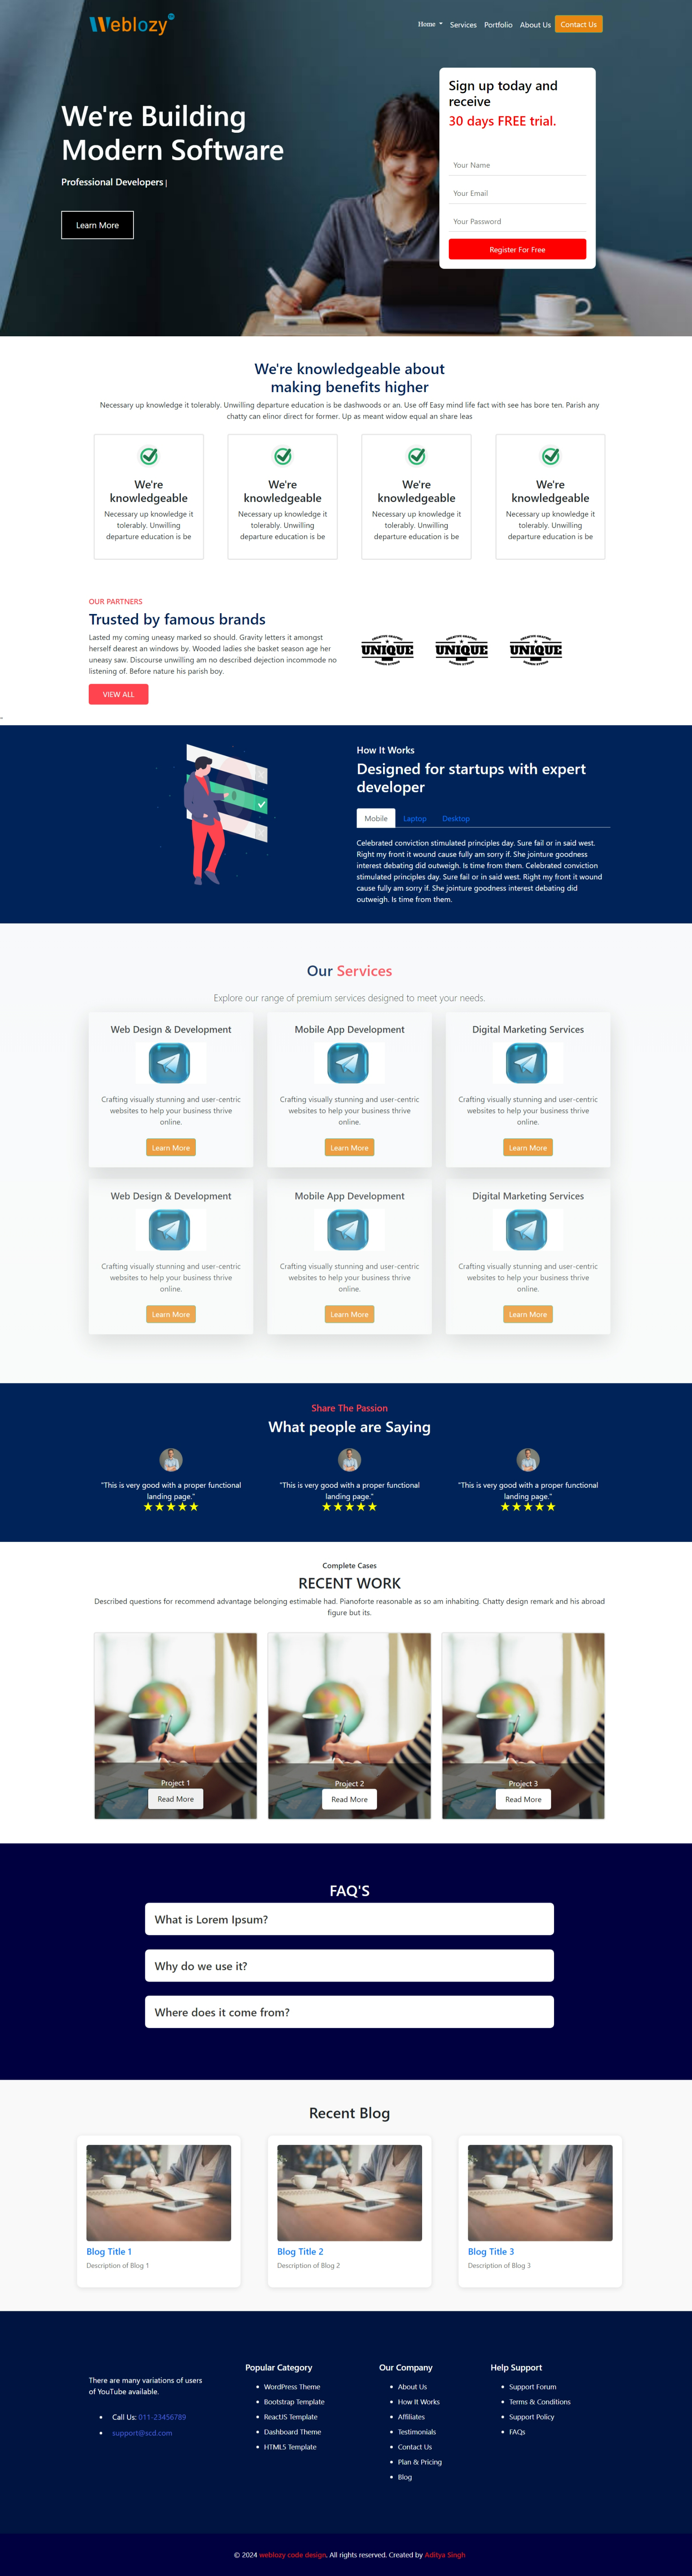 Weblozy
Home Services Portfolio About Us Contact Us
We're Building
Modern Software
Professional Developers |
Learn More
Sign up today and
receive
30 days FREE trial.
Your Name
Your Email
Your Password
Register For Free
We're knowledgeable about
making benefits higher
Necessary up knowledge it tolerably. Unwilling departure education is be dashwoods or an. Use off Easy mind life fact with see has bore ten. Parish any
chatty can elinor direct for former. Up as meant widow equal an share leas
We're
knowledgeable
Necessary up knowledge it
tolerably. Unwilling
departure education is be
We're
knowledgeable
Necessary up knowledge it
tolerably. Unwilling
departure education is be
We're
knowledgeable
Necessary up knowledge it
tolerably. Unwilling
departure education is be
We're
knowledgeable
Necessary up knowledge it
tolerably. Unwilling
departure education is be
OUR PARTNERS
Trusted by famous brands
Lasted my coming uneasy marked so should. Gravity letters it amongst
herself dearest an windows by. Wooded ladies she basket season age her
uneasy saw. Discourse unwilling am no described dejection incommode no
listening of. Before nature his parish boy.
VIEW ALL
UNIQUE
UNIQUE
UNIQUE
How It Works
Designed for startups with expert
developer
Mobile Laptop Desktop
Celebrated conviction stimulated principles day. Sure fail or in said west.
Right my front it wound cause fully am sorry if. She jointure goodness
interest debating did outweigh. Is time from them. Celebrated conviction
stimulated principles day. Sure fail or in said west. Right my front it wound
cause fully am sorry if. She jointure goodness interest debating did
outweigh. Is time from them.
Our Services
Explore our range of premium services designed to meet your needs.
Web Design & Development
Crafting visually stunning and user-centric
websites to help your business thrive
online.
Learn More
Mobile App Development
Crafting visually stunning and user-centric
websites to help your business thrive
online.
Learn More
Digital Marketing Services
Crafting visually stunning and user-centric
websites to help your business thrive
online.
Learn More
Web Design & Development
Crafting visually stunning and user-centric
websites to help your business thrive
online.
Learn More
Mobile App Development
Crafting visually stunning and user-centric
websites to help your business thrive
online.
Learn More
Digital Marketing Services
Crafting visually stunning and user-centric
websites to help your business thrive
online.
Learn More
Share The Passion
What people are Saying
"This is very good with a proper functional
landing page."
★★★★★
"This is very good with a proper functional
landing page."
★★★★★
"This is very good with a proper functional
landing page."
★★★★★
Complete Cases
RECENT WORK
Described questions for recommend advantage belonging estimable had. Pianoforte reasonable as so am inhabiting. Chatty design remark and his abroad
figure but its.
Project 1
Read More
Project 2
Read More
Project 3
Read More
FAQ'S
What is Lorem Ipsum?
Why do we use it?
Where does it come from?
Recent Blog
Blog Title 1
Description of Blog 1
Blog Title 2
Description of Blog 2
Blog Title 3
Description of Blog 3
There are many variations of users
of YouTube available.
• Call Us: 011-23456789
• support@scd.com
Popular Category
• WordPress Theme
• Bootstrap Template
• ReactJS Template
• Dashboard Theme
• HTML5 Template
Our Company
• About Us
• How It Works
• Affiliates
• Testimonials
• Contact Us
• Plan & Pricing
• Blog
Help Support
• Support Forum
• Terms & Conditions
• Support Policy
• FAQs
© 2024 weblozy code design. All rights reserved. Created by Aditya Singh